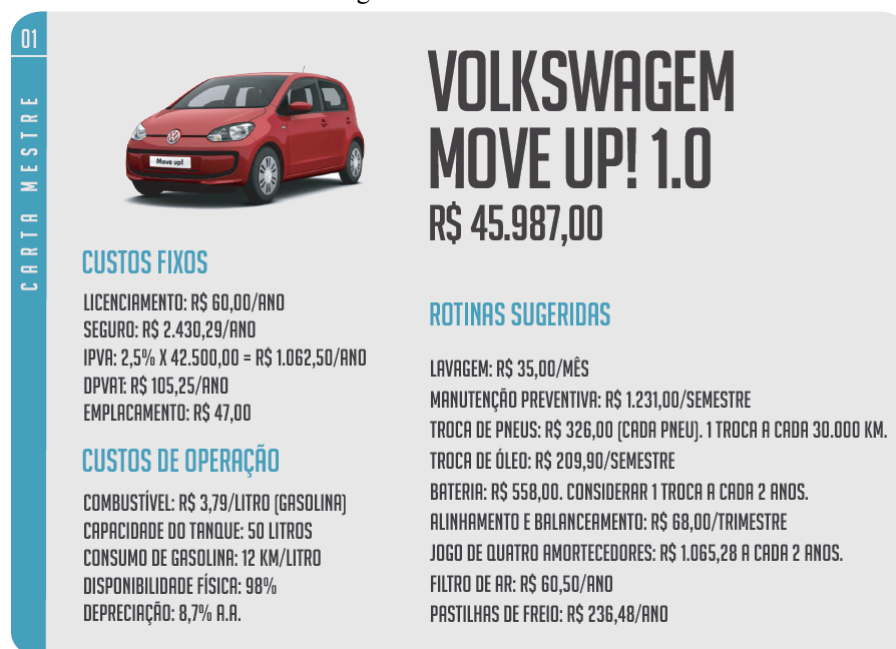 01
CARTA MESTRE
Move up!
VOLKSWAGEM
MOVE UP! 1.0
R$ 45.987,00
CUSTOS FIXOS
LICENCIAMENTO: R$ 60,00/ANO
SEGURO: R$ 2.430,29/ANO
IPVA: 2,5% X 42.500,00 = R$ 1.062,50/ANO
DPVAT: R$ 105,25/ANO
EMPLACAMENTO: R$ 47,00
CUSTOS DE OPERAÇÃO
COMBUSTÍVEL: R$ 3,79/LITRO (GASOLINA)
CAPACIDADE DO TANQUE: 50 LITROS
CONSUMO DE GASOLINA: 12 KM/LITRO
DISPONIBILIDADE FÍSICA: 98%
DEPRECIAÇÃO: 8,7% A.A.
ROTINAS SUGERIDAS
LAVAGEM: R$ 35,00/MÊS
MANUTENÇÃO PREVENTIVA: R$ 1.231,00/SEMESTRE
TROCA DE PNEUS: R$ 326,00 (CADA PNEU). 1 TROCA A CADA 30.000 KM.
TROCA DE ÓLEO: R$ 209,90/SEMESTRE
BATERIA: R$ 558,00. CONSIDERAR 1 TROCA A CADA 2 ANOS.
ALINHAMENTO E BALANCEAMENTO: R$ 68,00/TRIMESTRE
JOGO DE QUATRO AMORTECEDORES: R$ 1.065,28 A CADA 2 ANOS.
FILTRO DE AR: R$ 60,50/ANO
PASTILHAS DE FREIO: R$ 236,48/ANO